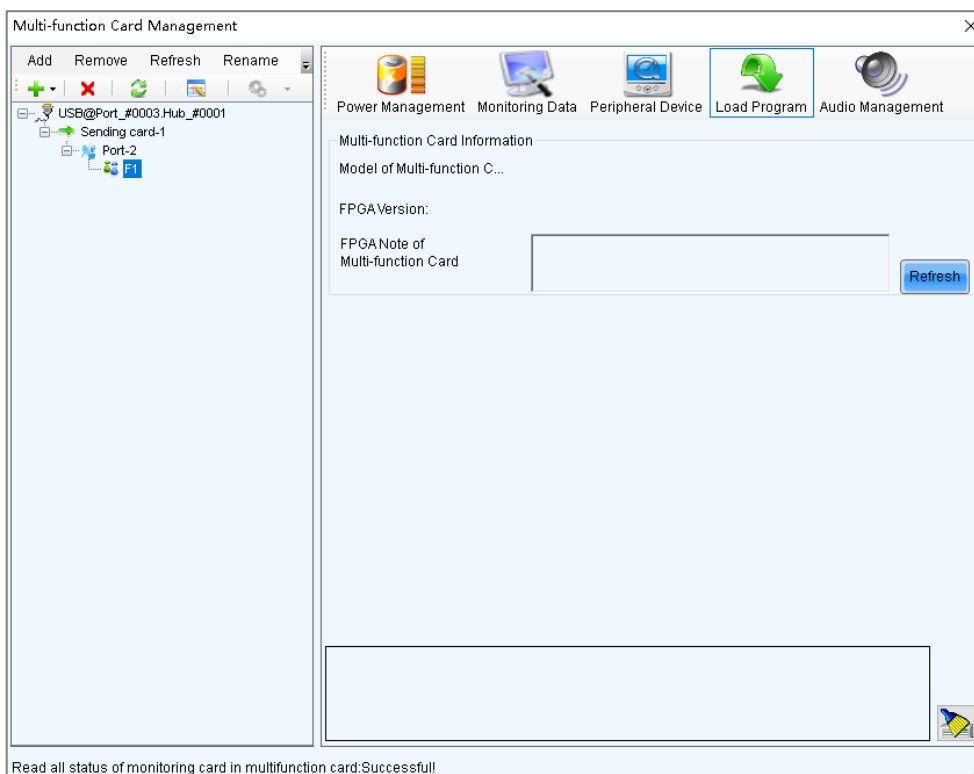 Multi-function Card Management
Add Remove Refresh Rename
USB@Port_#0003.Hub_#0001
Sending card-1
Port-2
F1
Power Management Monitoring Data Peripheral Device Load Program Audio Management
Multi-function Card Information
Model of Multi-function C...
FPGA Version:
FPGA Note of
Multi-function Card
Refresh
Read all status of monitoring card in multifunction card:Successful!